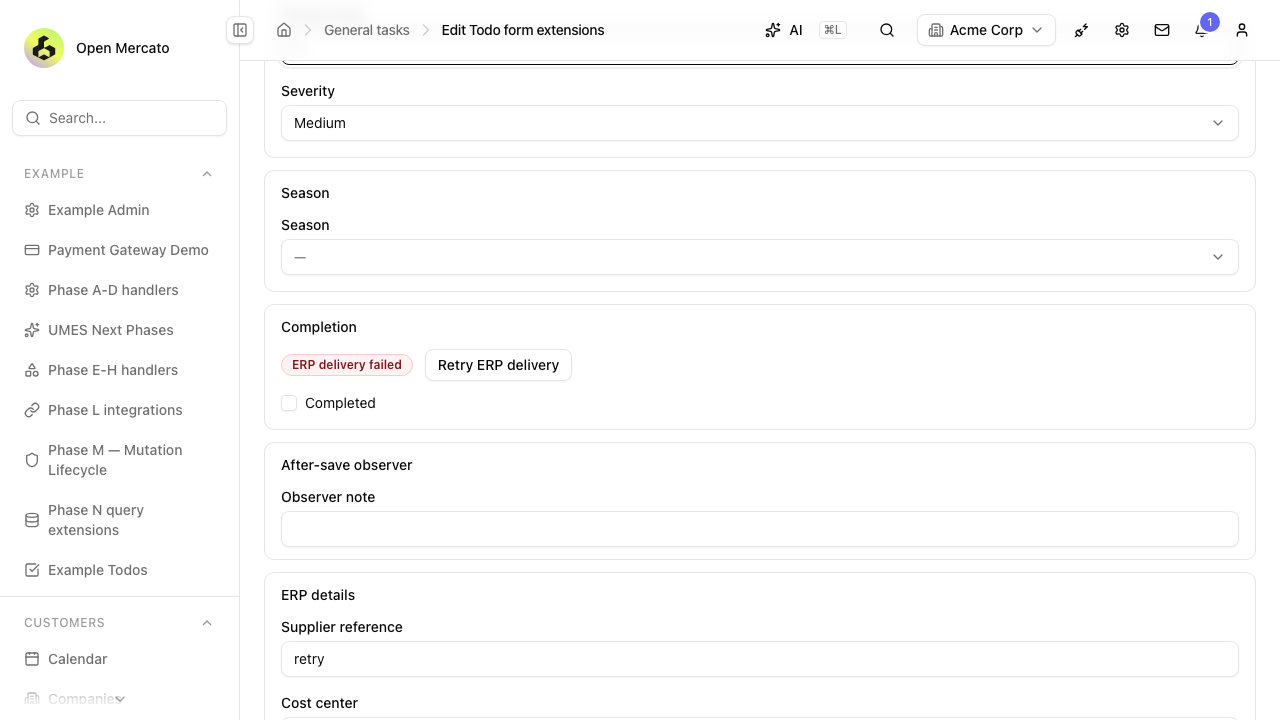 Open Mercato
Search...
EXAMPLE
Example Admin
Payment Gateway Demo
Phase A-D handlers
UMES Next Phases
Phase E-H handlers
Phase L integrations
Phase M — Mutation
Lifecycle
Phase N query
extensions
Example Todos
CUSTOMERS
Calendar
Companies
General tasks
Edit Todo form extensions
AI
⌘L
Acme Corp
1
Severity
Medium
Season
Season
—
Completion
ERP delivery failed
Retry ERP delivery
Completed
After-save observer
Observer note
ERP details
Supplier reference
retry
Cost center